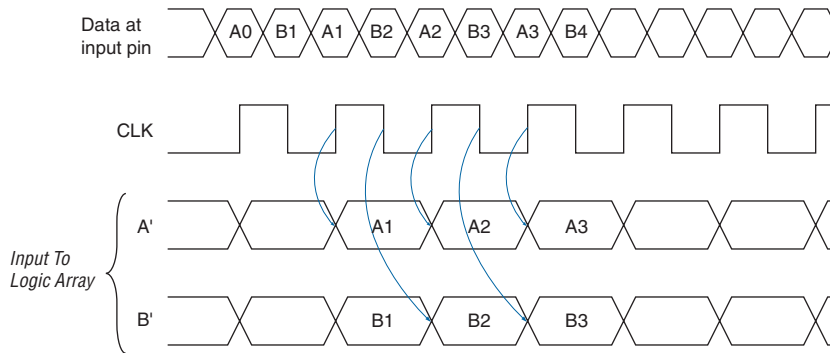 Data at
input pin
A0 B1 A1 B2 A2 B3 A3 B4
CLK
A'
A1 A2 A3
Input To
Logic Array
B'
B1 B2 B3